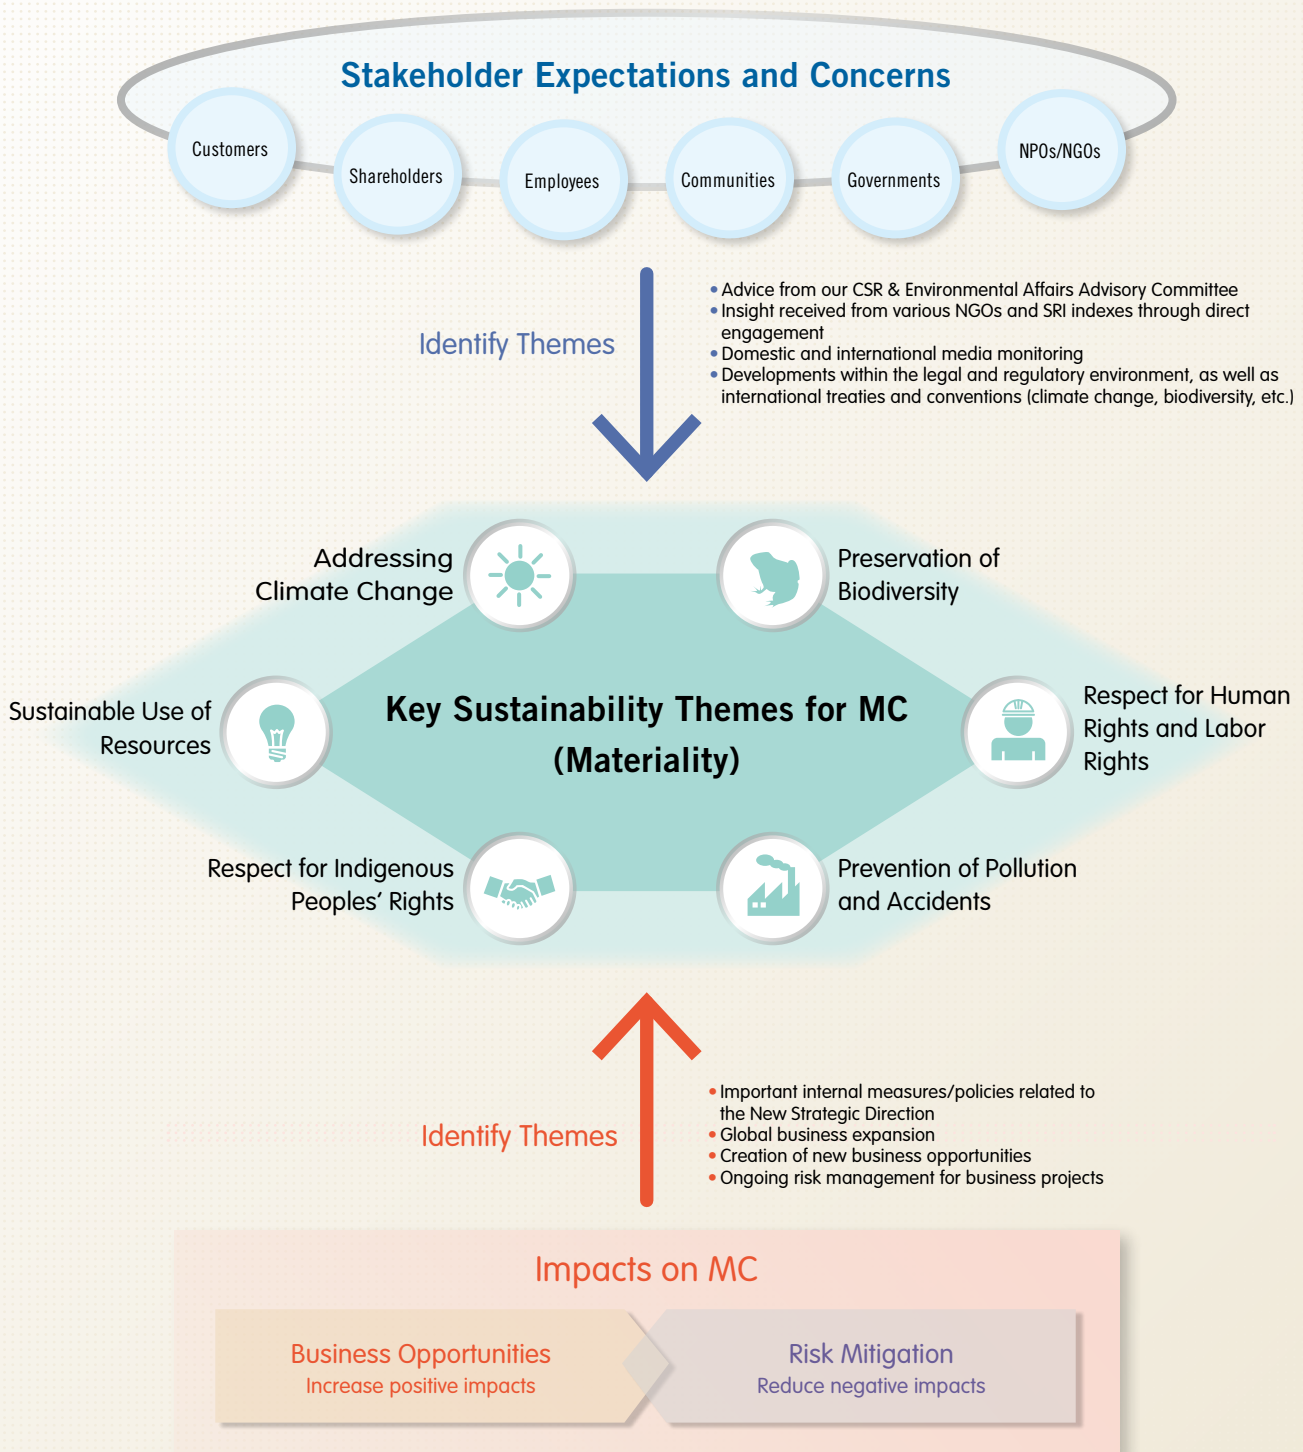 Stakeholder Expectations and Concerns
Customers
Shareholders
Employees
Communities
Governments
NPOs/NGOs
Identify Themes
• Advice from our CSR & Environmental Affairs Advisory Committee
• Insight received from various NGOs and SRI indexes through direct
engagement
• Domestic and international media monitoring
• Developments within the legal and regulatory environment, as well as
international treaties and conventions (climate change, biodiversity, etc.)
Addressing
Climate Change
Preservation of
Biodiversity
Sustainable Use of
Resources
Key Sustainability Themes for MC
(Materiality)
Respect for Human
Rights and Labor
Rights
Respect for Indigenous
Peoples’ Rights
Prevention of Pollution
and Accidents
Identify Themes
• Important internal measures/policies related to
the New Strategic Direction
• Global business expansion
• Creation of new business opportunities
• Ongoing risk management for business projects
Impacts on MC
Business Opportunities
Increase positive impacts
Risk Mitigation
Reduce negative impacts